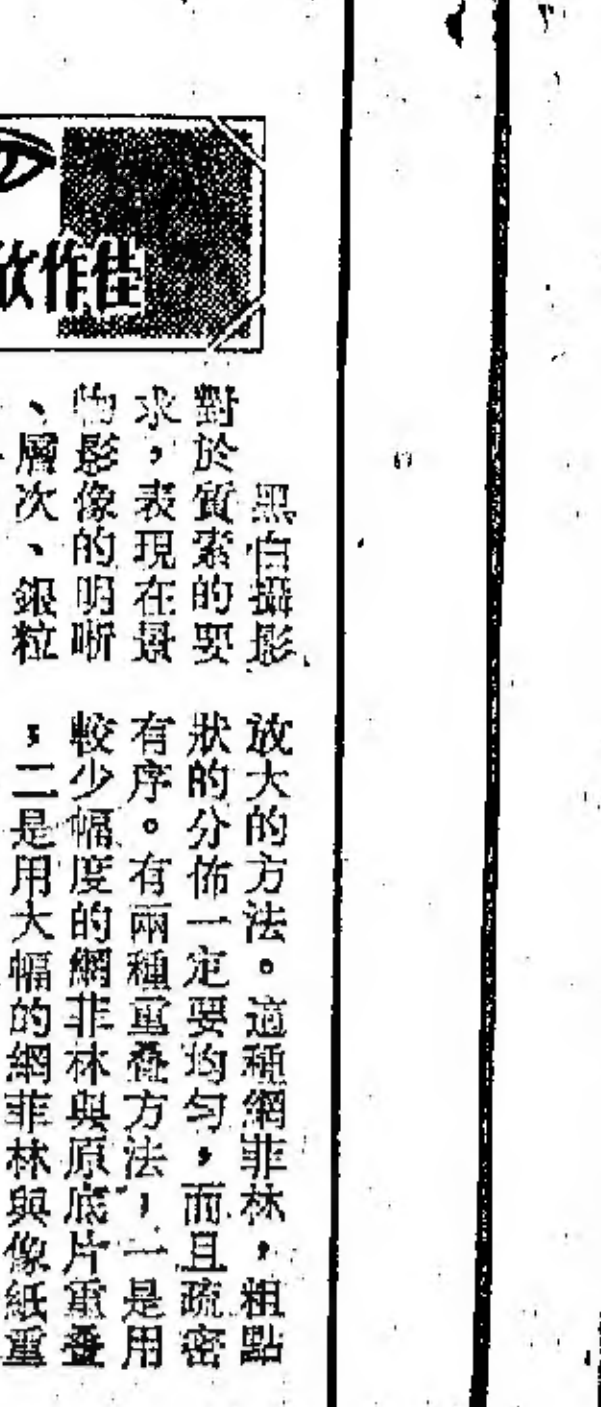 佳作欣
黑白攝影
對於質素的要
求，表現在景
物影像的明晰
、層次、銀粒
放大的方法。這種網菲林，粗點
狀的分佈一定要均勻，而且疏密
有序。有兩種重叠方法，一是用
較少幅度的網菲林與原底片重疊
，二是用大幅的網菲林與像紙重